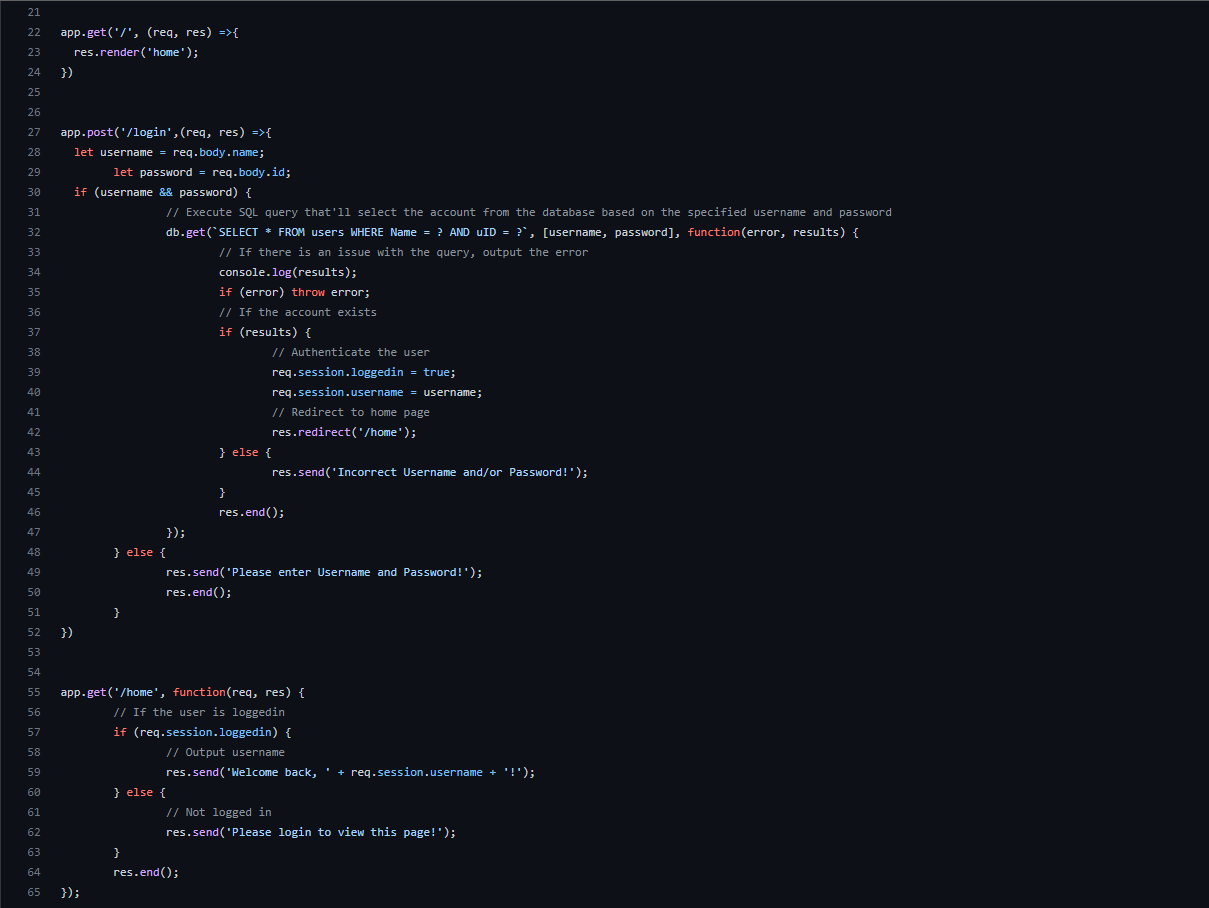 21
22 app.get('/', (req, res) =>{
23   res.render('home');
24 })
25
26
27 app.post('/login',(req, res) =>{
28   let username = req.body.name;
29         let password = req.body.id;
30   if (username && password) {
31                 // Execute SQL query that'll select the account from the database based on the specified username and password
32                 db.get(`SELECT * FROM users WHERE Name = ? AND uID = ?`, [username, password], function(error, results) {
33                         // If there is an issue with the query, output the error
34                         console.log(results);
35                         if (error) throw error;
36                         // If the account exists
37                         if (results) {
38                                 // Authenticate the user
39                                 req.session.loggedin = true;
40                                 req.session.username = username;
41                                 // Redirect to home page
42                                 res.redirect('/home');
43                         } else {
44                                 res.send('Incorrect Username and/or Password!');
45                         }
46                         res.end();
47                 });
48         } else {
49                 res.send('Please enter Username and Password!');
50                 res.end();
51         }
52 })
53
54
55 app.get('/home', function(req, res) {
56         // If the user is loggedin
57         if (req.session.loggedin) {
58                 // Output username
59                 res.send('Welcome back, ' + req.session.username + '!');
60         } else {
61                 // Not logged in
62                 res.send('Please login to view this page!');
63         }
64         res.end();
65 });